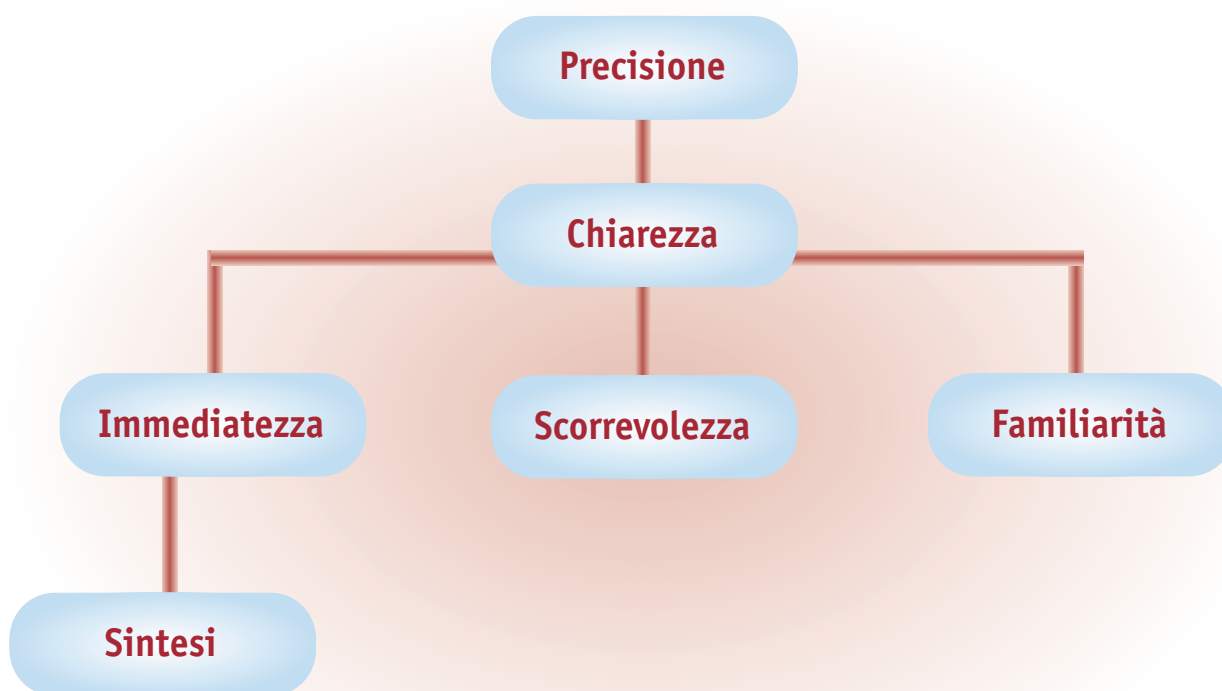 Precisione
Chiarezza
Immediatezza
Scorrevolezza
Familiarità
Sintesi